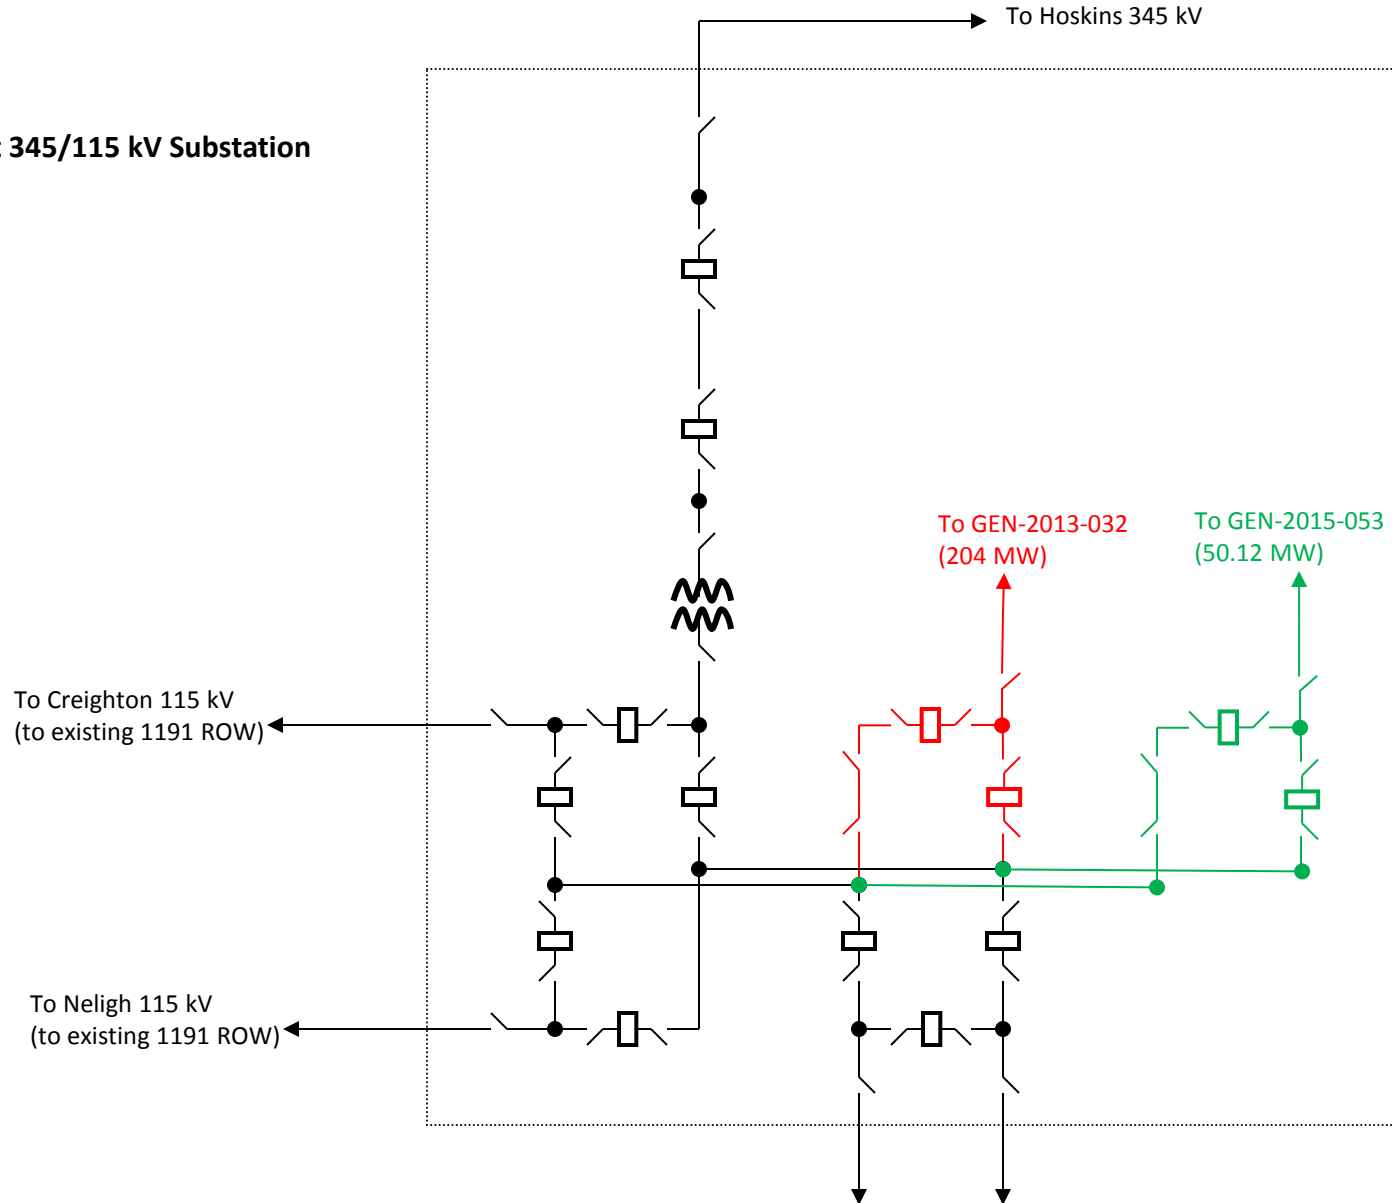 To Hoskins 345 kV
345/115 kV Substation
To GEN-2013-032
(204 MW)
To GEN-2015-053
(50.12 MW)
To Creighton 115 kV
(to existing 1191 ROW)
To Neligh 115 kV
(to existing 1191 ROW)